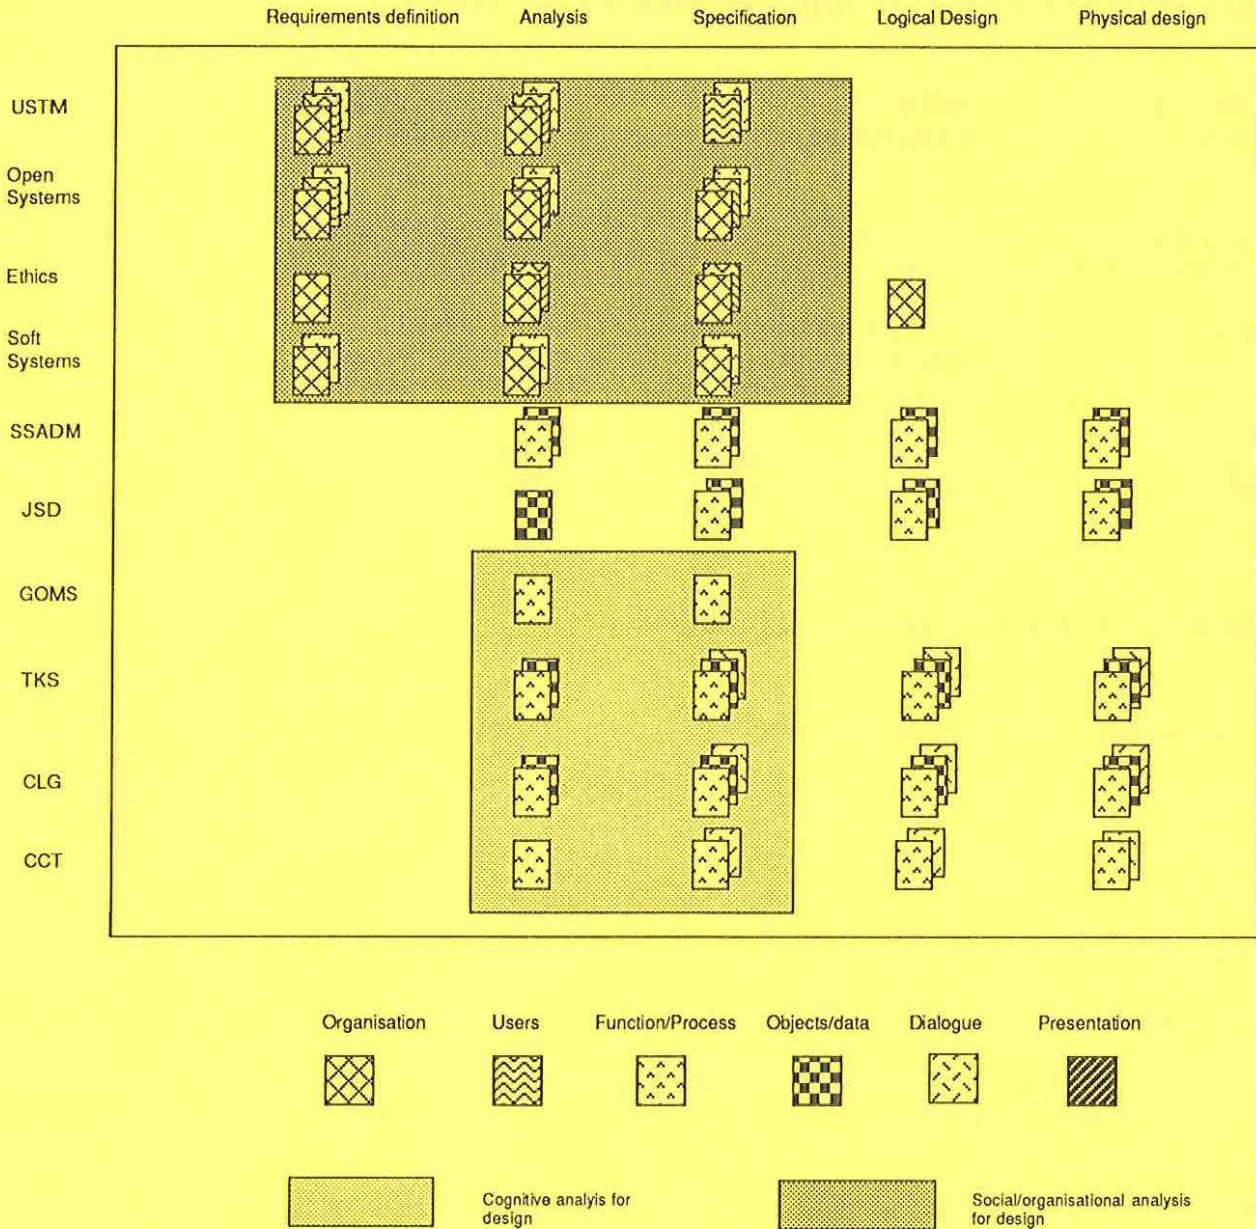 Requirements definition Analysis Specification Logical Design Physical design
USTM
Open
Systems
Ethics
Soft
Systems
SSADM
JSD
GOMS
TKS
CLG
CCT
Organisation Users Function/Process Objects/data Dialogue Presentation
Cognitive analyis for
design
Social/organisational analysis
for design